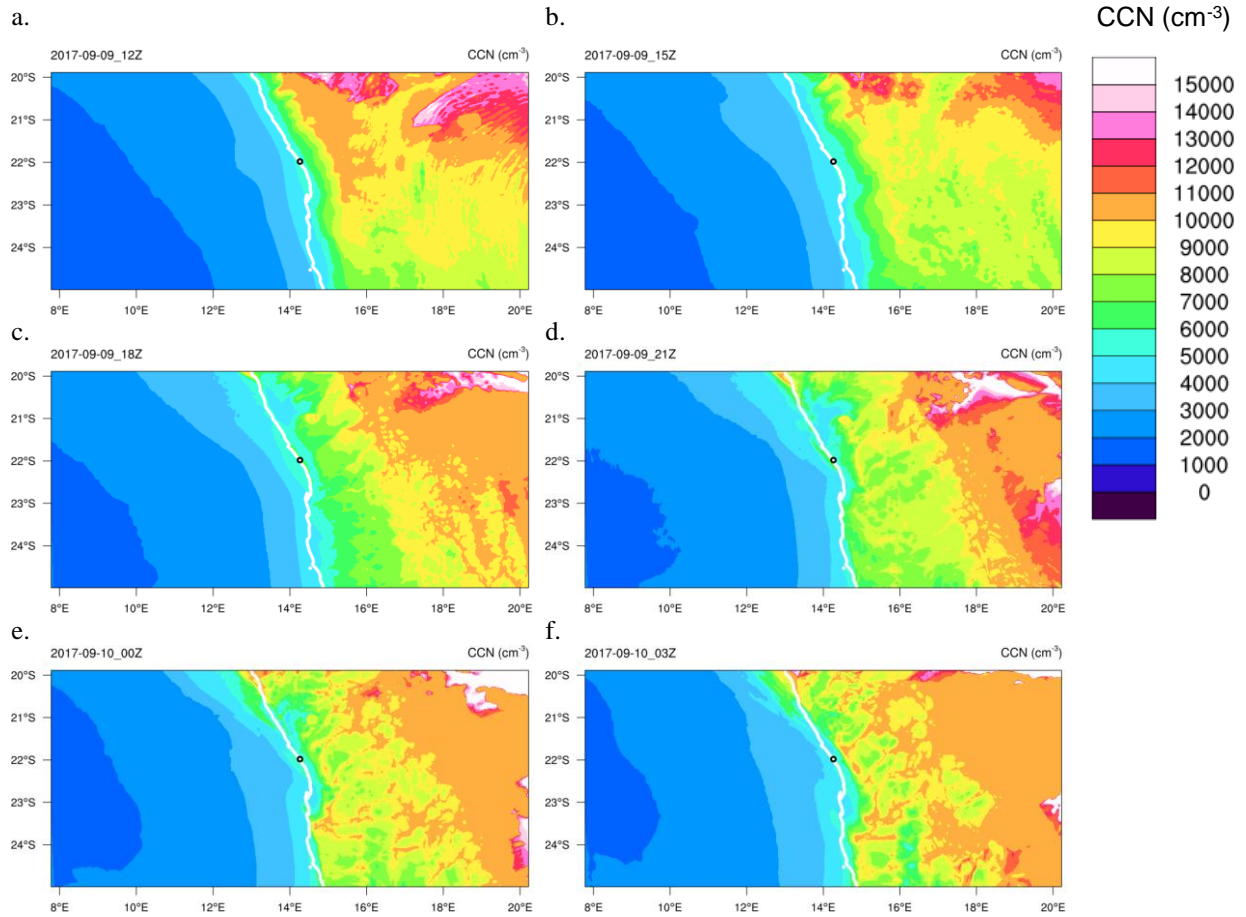 a.
2017-09-09_12Z CCN (cm-3)
20°S
21°S
22°S
23°S
24°S
8°E 10°E 12°E 14°E 16°E 18°E 20°E
b.
2017-09-09_15Z CCN (cm-3)
20°S
21°S
22°S
23°S
24°S
8°E 10°E 12°E 14°E 16°E 18°E 20°E
c.
2017-09-09_18Z CCN (cm-3)
20°S
21°S
22°S
23°S
24°S
8°E 10°E 12°E 14°E 16°E 18°E 20°E
d.
2017-09-09_21Z CCN (cm-3)
20°S
21°S
22°S
23°S
24°S
8°E 10°E 12°E 14°E 16°E 18°E 20°E
e.
2017-09-10_00Z CCN (cm-3)
20°S
21°S
22°S
23°S
24°S
8°E 10°E 12°E 14°E 16°E 18°E 20°E
f.
2017-09-10_03Z CCN (cm-3)
20°S
21°S
22°S
23°S
24°S
8°E 10°E 12°E 14°E 16°E 18°E 20°E
CCN (cm-3)
15000
14000
13000
12000
11000
10000
9000
8000
7000
6000
5000
4000
3000
2000
1000
0